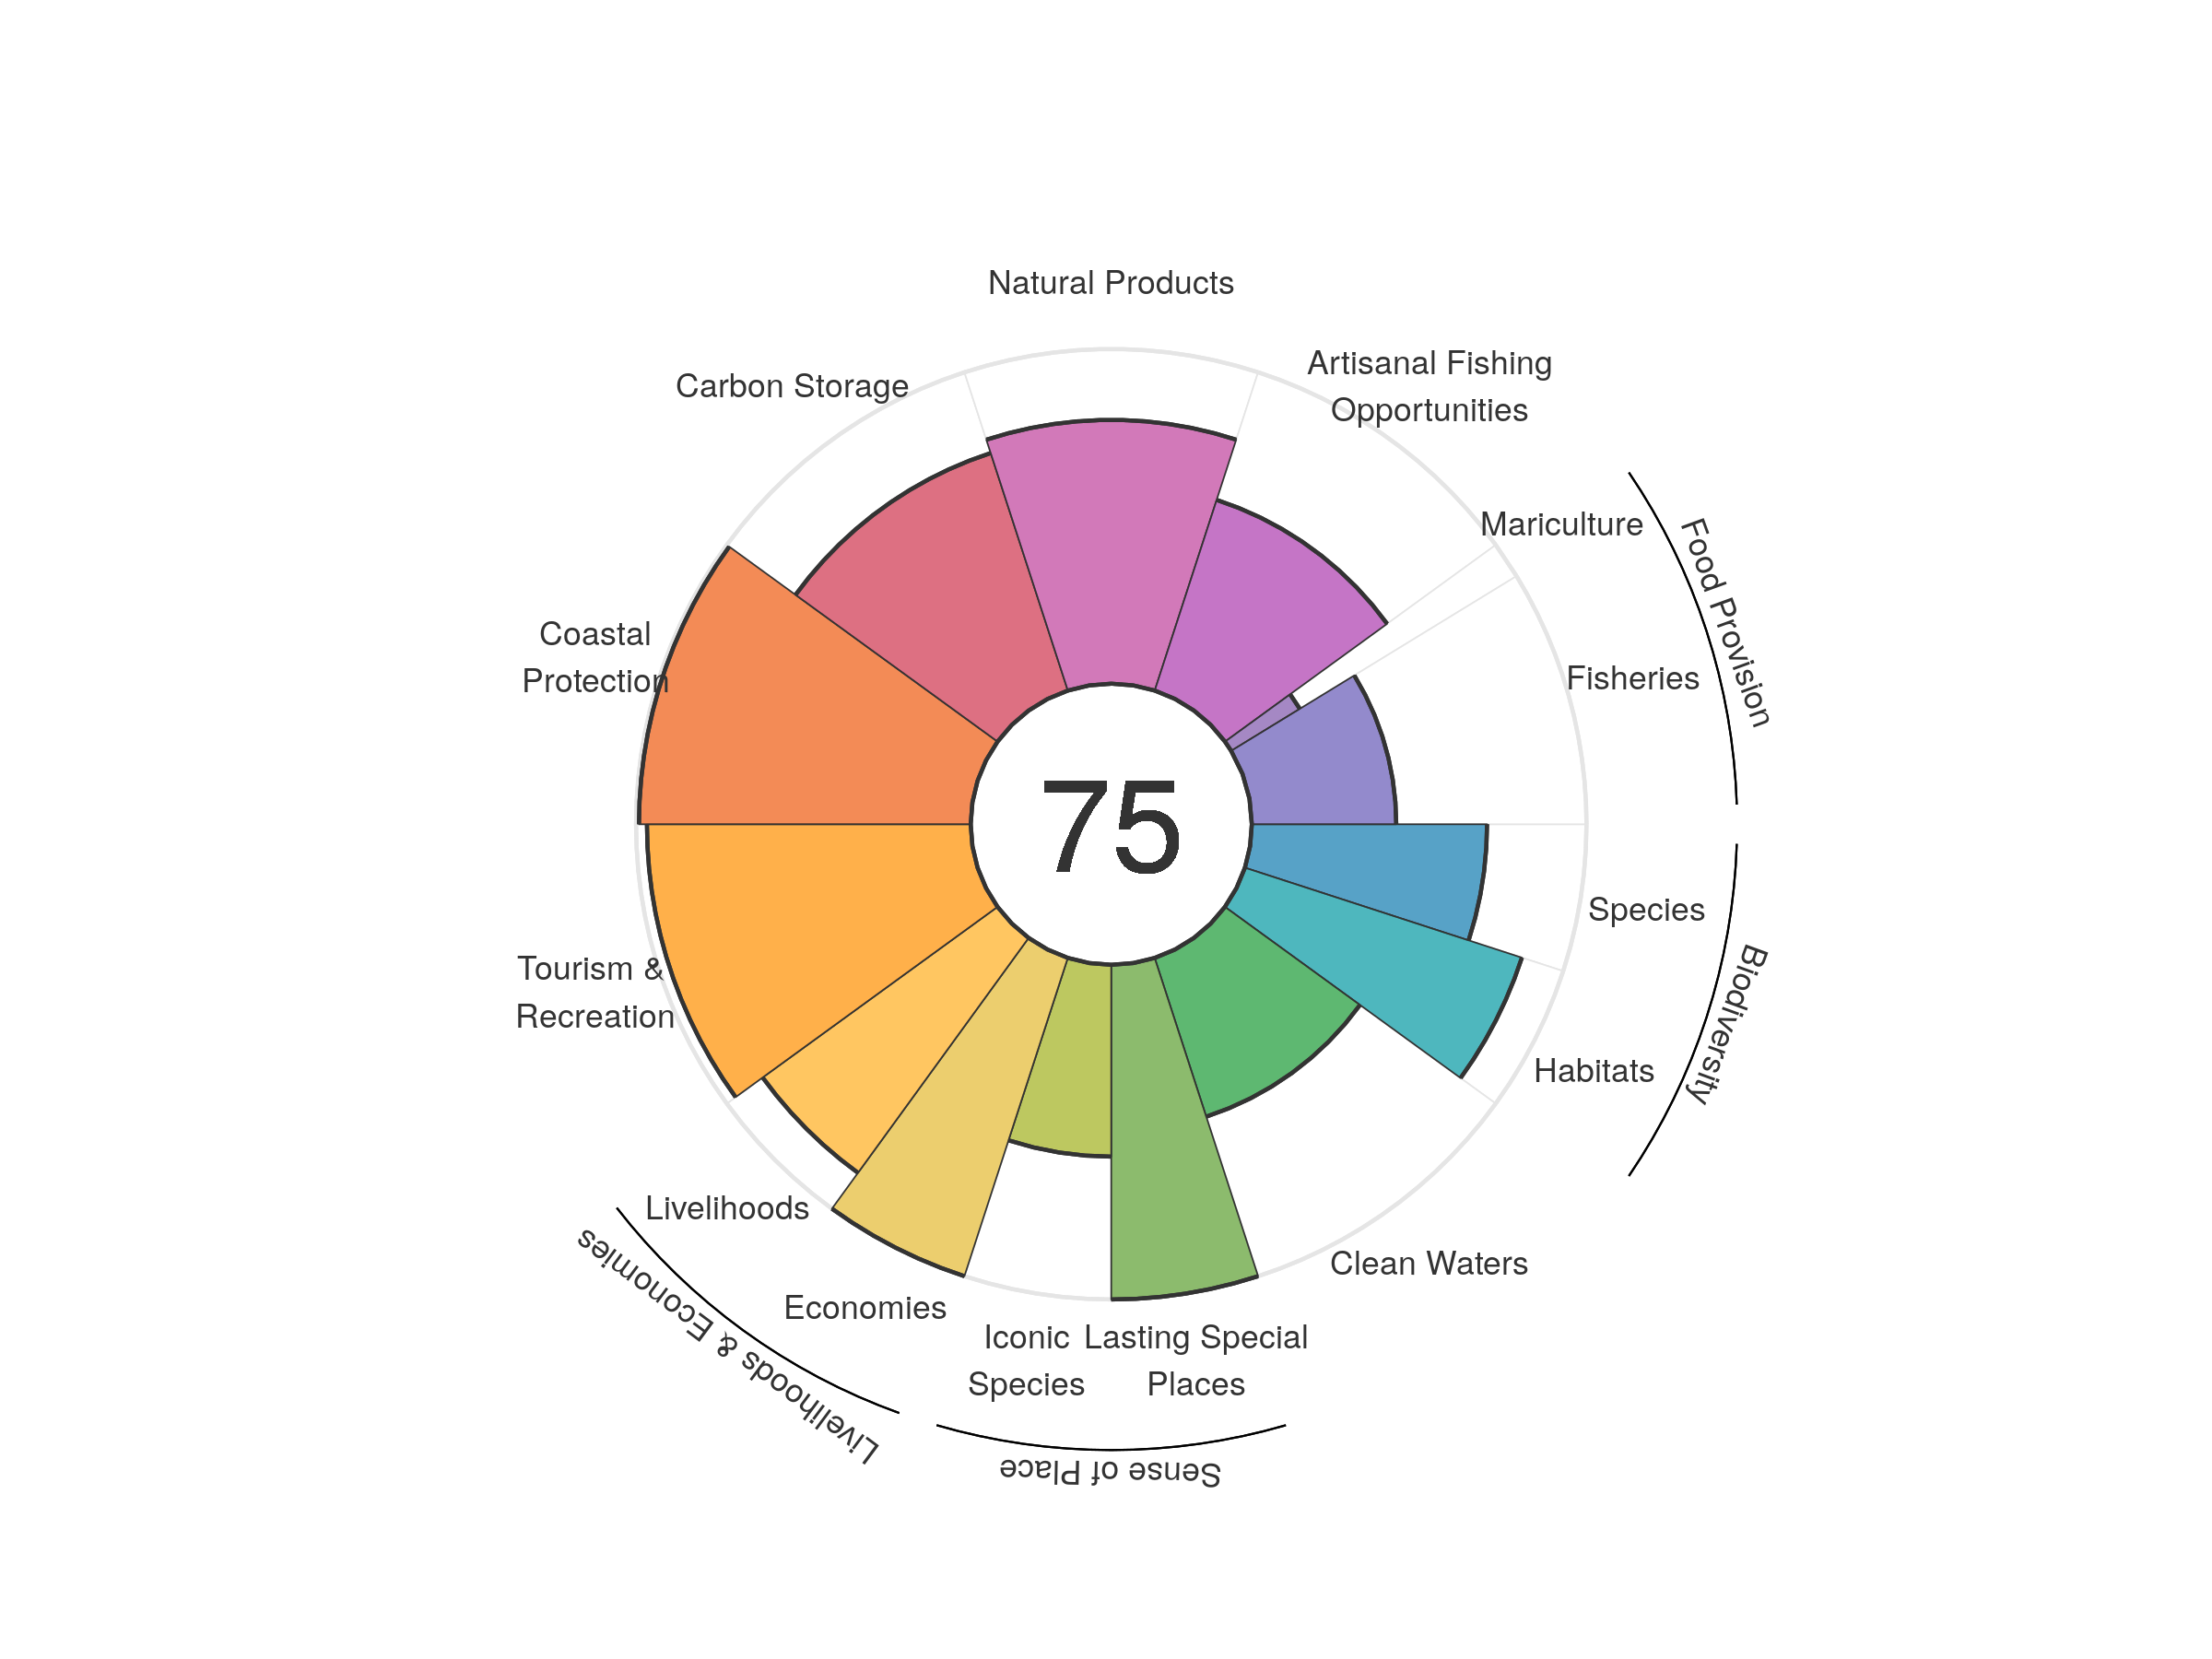 Natural Products
Artisanal Fishing
Opportunities
Carbon Storage
Mariculture
Food Provision
Coastal
Protection
Fisheries
75
Species
Biodiversity
Tourism &
Recreation
Habitats
Livelihoods
Clean Waters
Economies
Livelihoods & Economies
Iconic
Species
Lasting Special
Places
Sense of Place